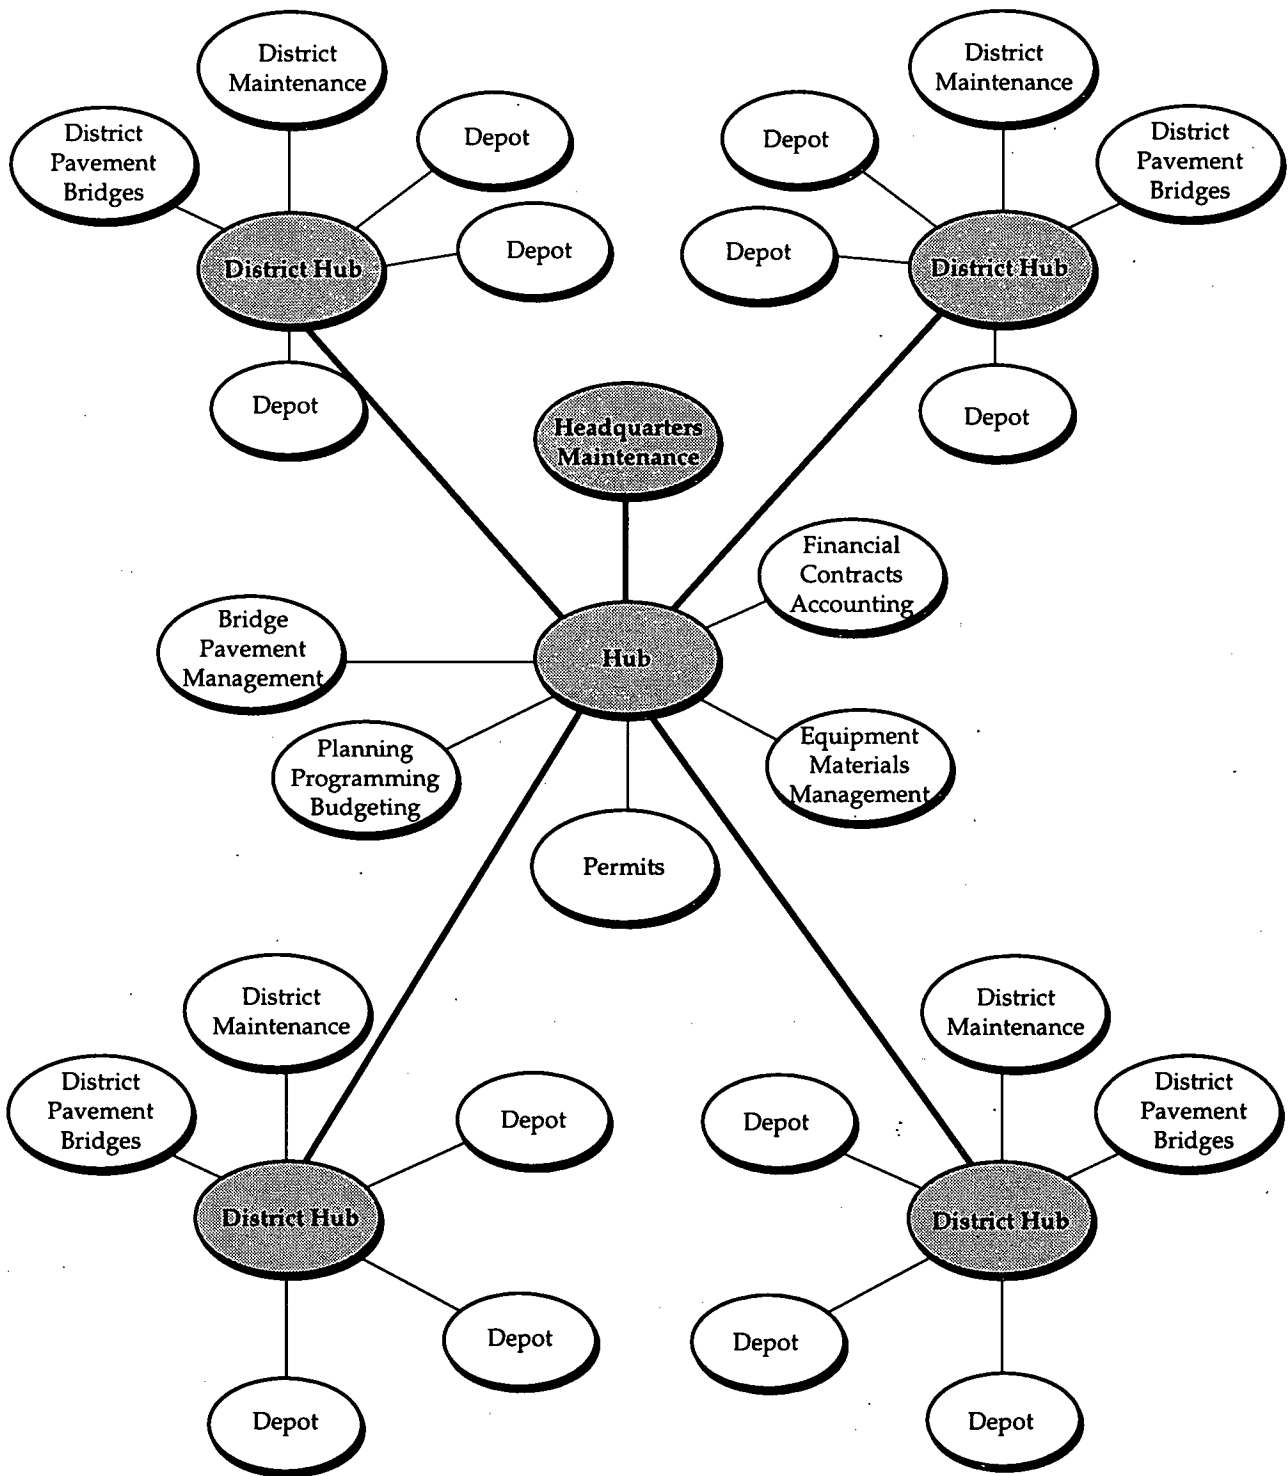 District
Maintenance
District
Pavement
Bridges
Depot
Depot
District Hub
Depot
District
Maintenance
Depot
District
Pavement
Bridges
Depot
District Hub
Depot
Headquarters
Maintenance
Financial
Contracts
Accounting
Bridge
Pavement
Management
Hub
Planning
Programming
Budgeting
Equipment
Materials
Management
Permits
District
Maintenance
District
Pavement
Bridges
Depot
District Hub
Depot
Depot
District
Maintenance
Depot
District
Pavement
Bridges
District Hub
Depot
Depot